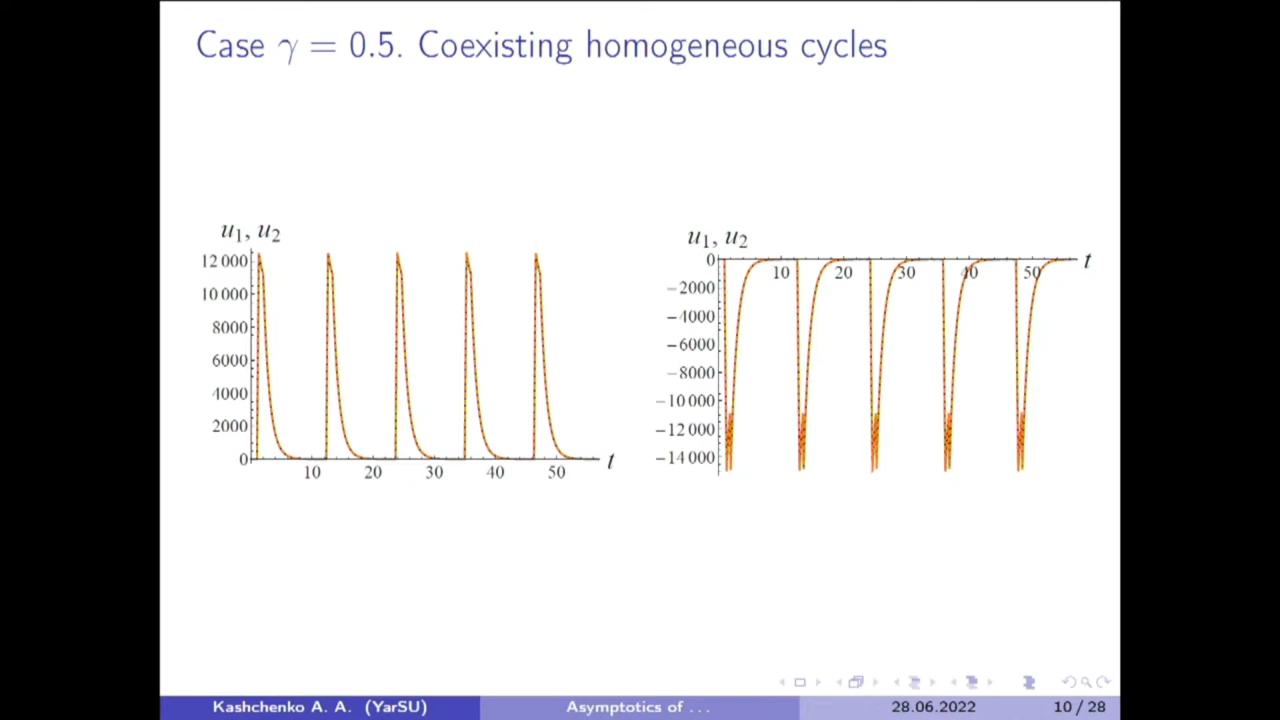 Case γ = 0.5. Coexisting homogeneous cycles
u₁, u₂
12 000
10 000
8000
6000
4000
2000
0
10 20 30 40 50 t
u₁, u₂
0
10 20 30 40 50 t
−2000
−4000
−6000
−8000
−10 000
−12 000
−14 000
Kashchenko A. A. (YarSU) Asymptotics of . . . 28.06.2022 10 / 28